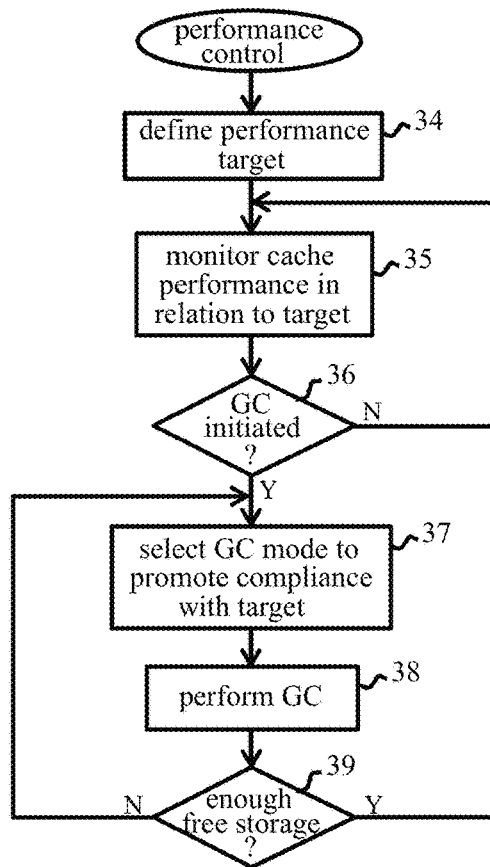 performance
control
define performance
target
34
monitor cache
performance in
relation to target
35
36
GC
initiated
?
N
Y
select GC mode to
promote compliance
with target
37
perform GC
38
39
N
enough
free storage
?
Y